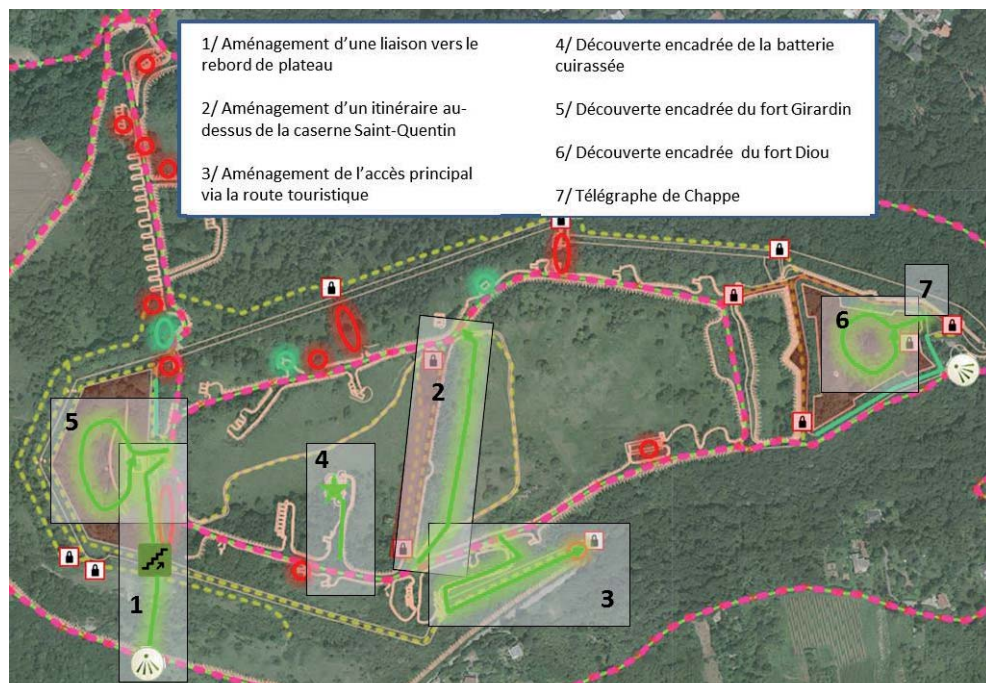 1/ Aménagement d'une liaison vers le
rebord de plateau
2/ Aménagement d'un itinéraire au-
dessus de la caserne Saint-Quentin
3/ Aménagement de l'accès principal
via la route touristique
4/ Découverte encadrée de la batterie
cuirassée
5/ Découverte encadrée du fort Girardin
6/ Découverte encadrée  du fort Diou
7/ Télégraphe de Chappe
7
6
2
5
4
1
3